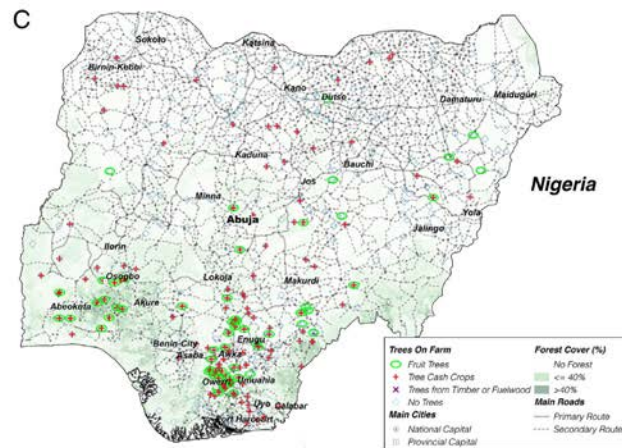 C
Sokoto
Katsina
Birnin-Kebbi
Kano
Dutse
Damaturu
Maiduguri
Kaduna
Bauchi
Jos
Nigeria
Minna
Abuja
Yola
Jalingo
Ilorin
Osogbo
Lokoja
Makurdi
Abeokuta
Akure
Benin-City
Enugu
Asaba
Awka
Owerri
Umuahia
Uyo
Calabar
Port Harcourt
Trees On Farm
Fruit Trees
Tree Cash Crops
Trees from Timber or Fuelwood
No Trees
Main Cities
National Capital
Provincial Capital
Forest Cover (%)
No Forest
<= 40%
>40%
Main Roads
Primary Route
Secondary Route